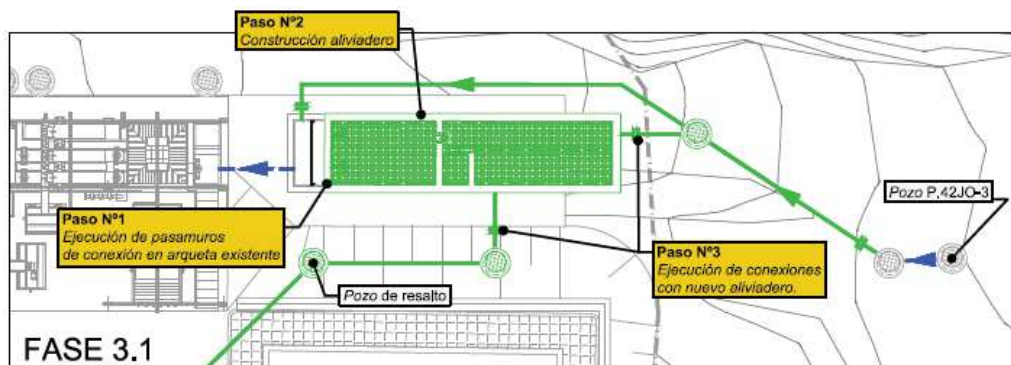 Paso Nº2
Construcción aliviadero
Pozo P.42JO-3
Paso Nº1
Ejecución de pasamuros
de conexión en arqueta existente
Paso Nº3
Ejecución de conexiones
con nuevo aliviadero.
Pozo de resalto
FASE 3.1